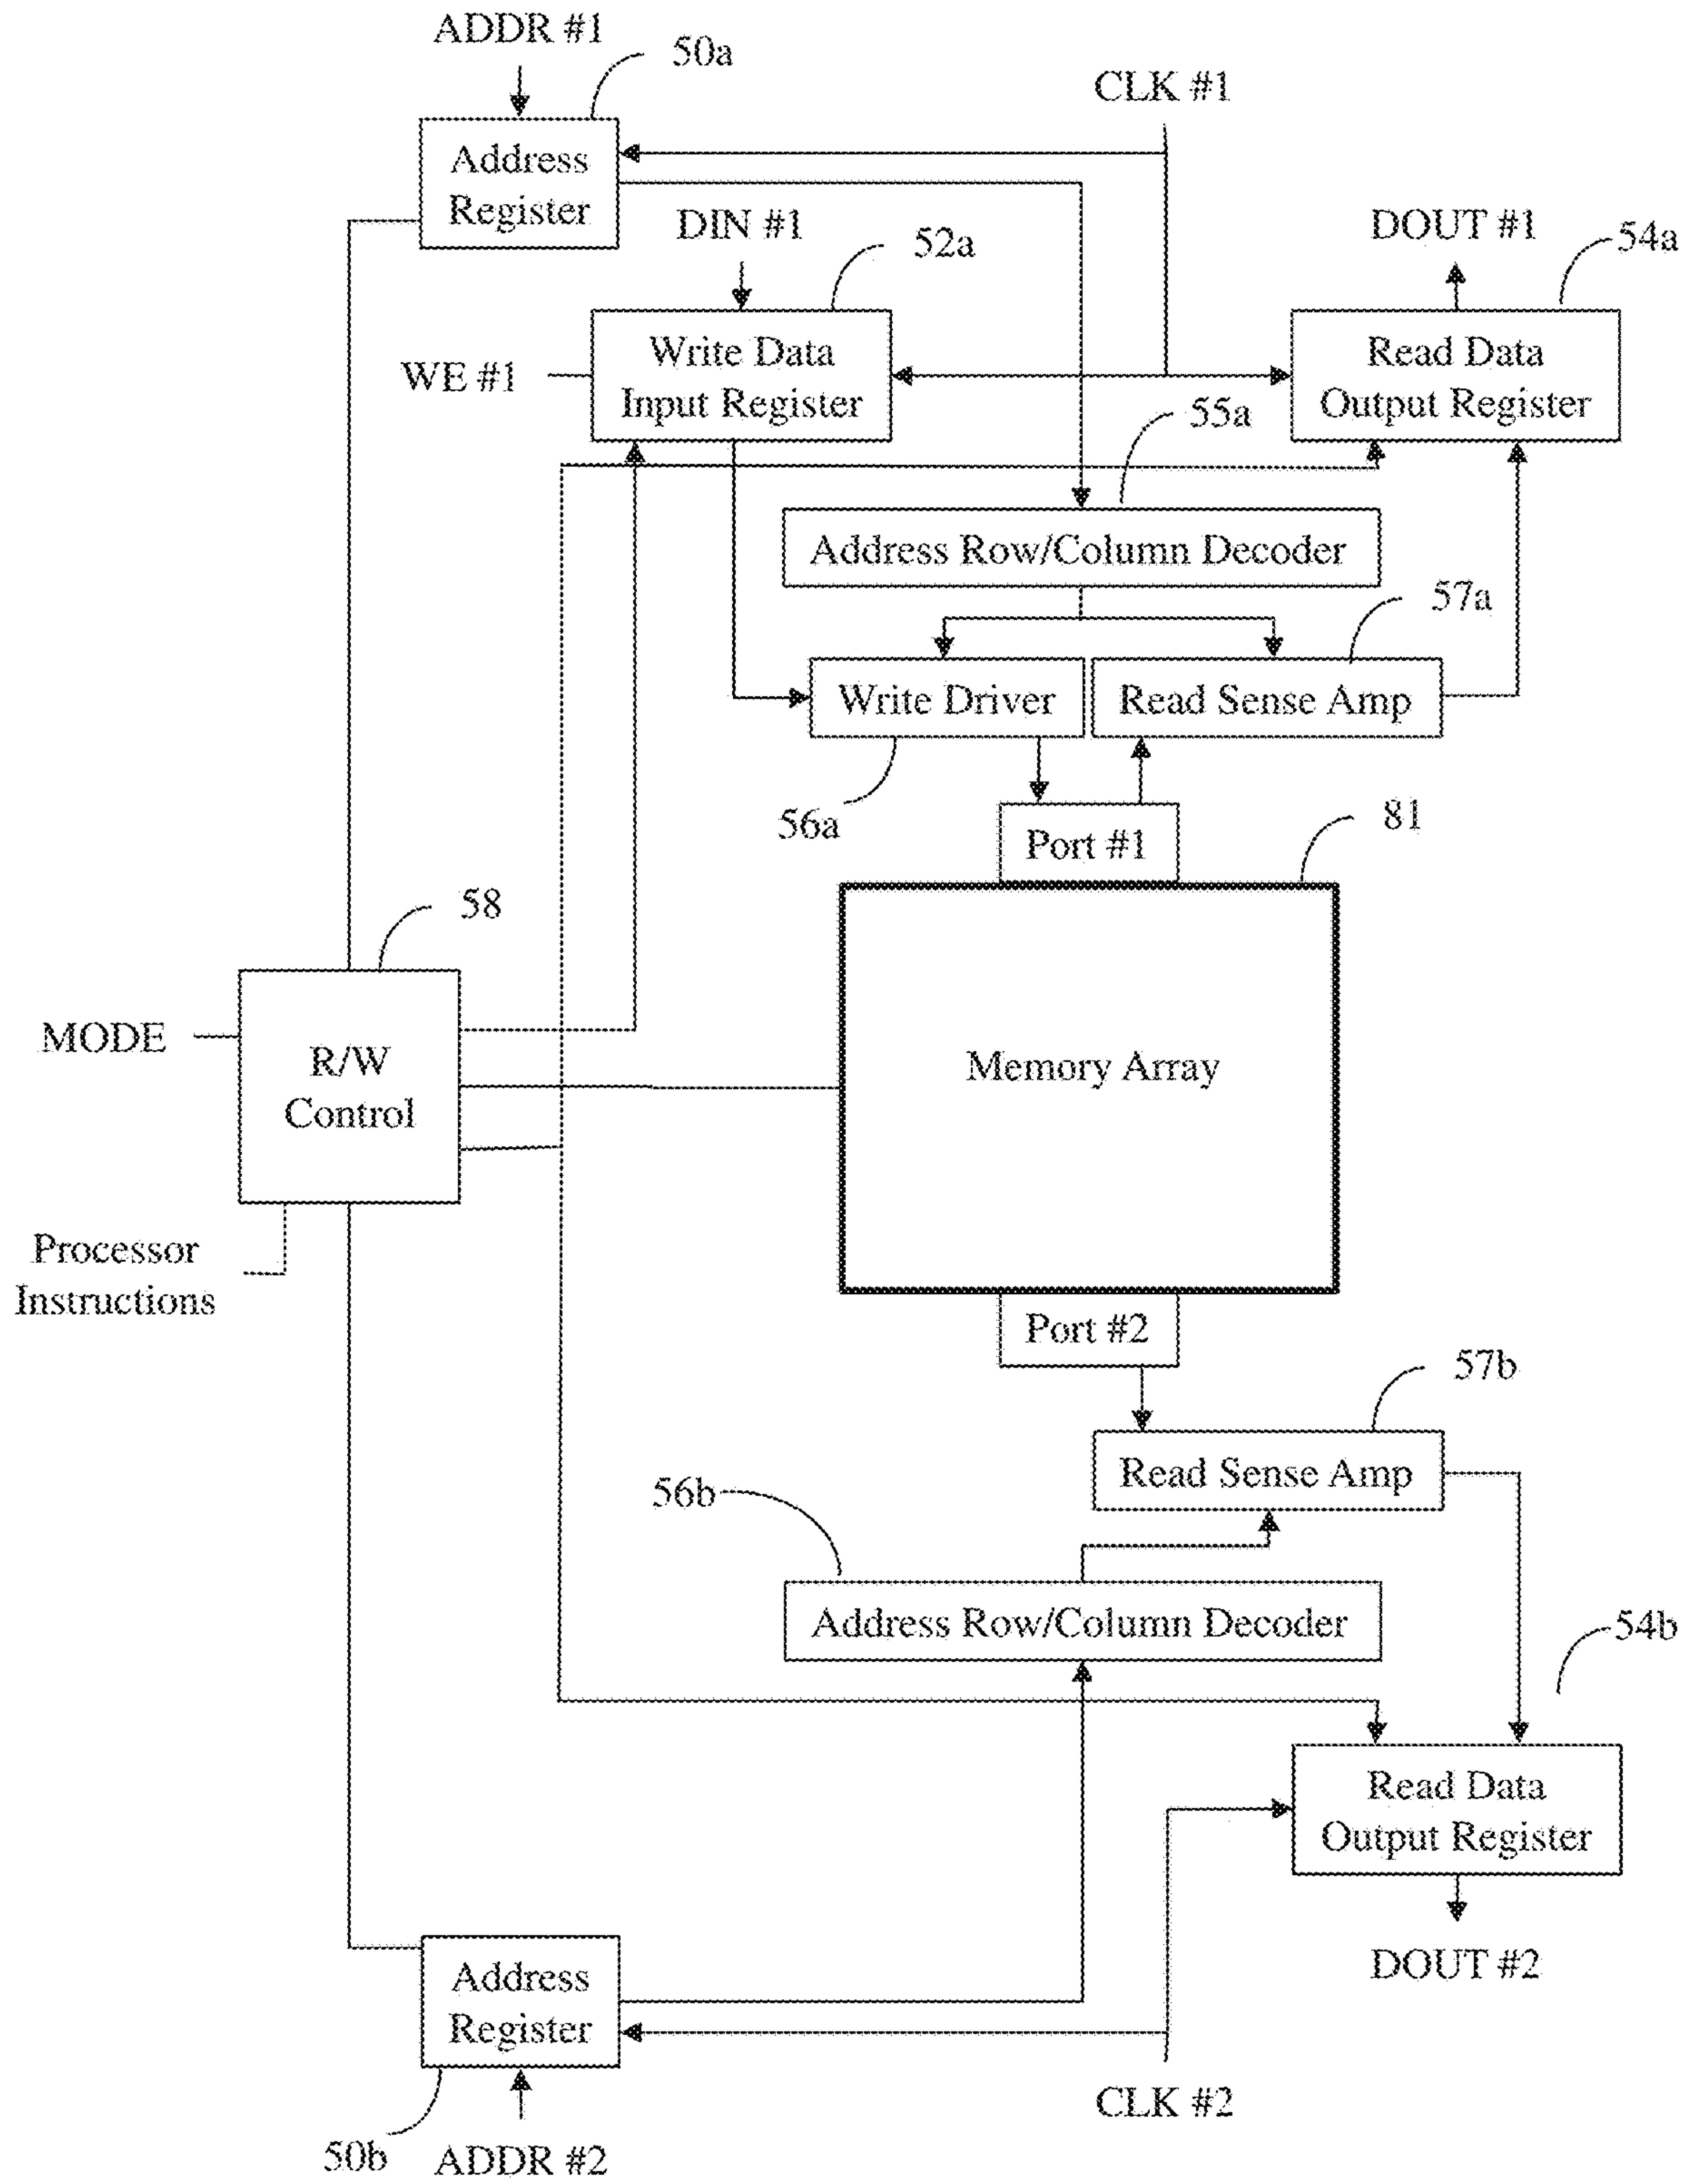 ADDR #1
50a
CLK #1
Address
Register
DIN #1
52a
DOUT #1
54a
WE #1
Write Data
Input Register
Read Data
Output Register
55a
Address Row/Column Decoder
57a
Write Driver
Read Sense Amp
56a
Port #1
81
58
MODE
R/W
Control
Memory Array
Processor
Instructions
Port #2
57b
Read Sense Amp
56b
Address Row/Column Decoder
54b
Read Data
Output Register
DOUT #2
Address
Register
CLK #2
50b
ADDR #2